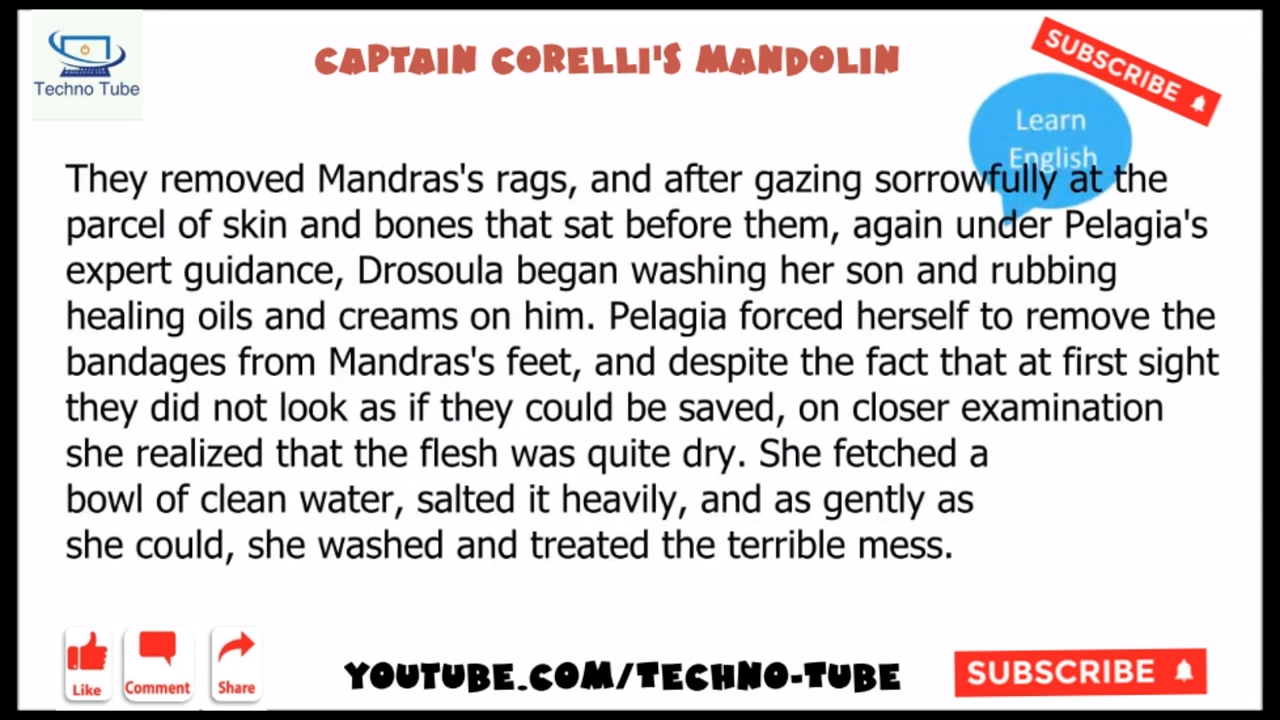 Techno Tube
CAPTAIN CORELLI'S MANDOLIN
SUBSCRIBE
Learn
English
They removed Mandras's rags, and after gazing sorrowfully at the
parcel of skin and bones that sat before them, again under Pelagia's
expert guidance, Drosoula began washing her son and rubbing
healing oils and creams on him. Pelagia forced herself to remove the
bandages from Mandras's feet, and despite the fact that at first sight
they did not look as if they could be saved, on closer examination
she realized that the flesh was quite dry. She fetched a
bowl of clean water, salted it heavily, and as gently as
she could, she washed and treated the terrible mess.
Like
Comment
Share
YOUTUBE.COM/TECHNO-TUBE
SUBSCRIBE